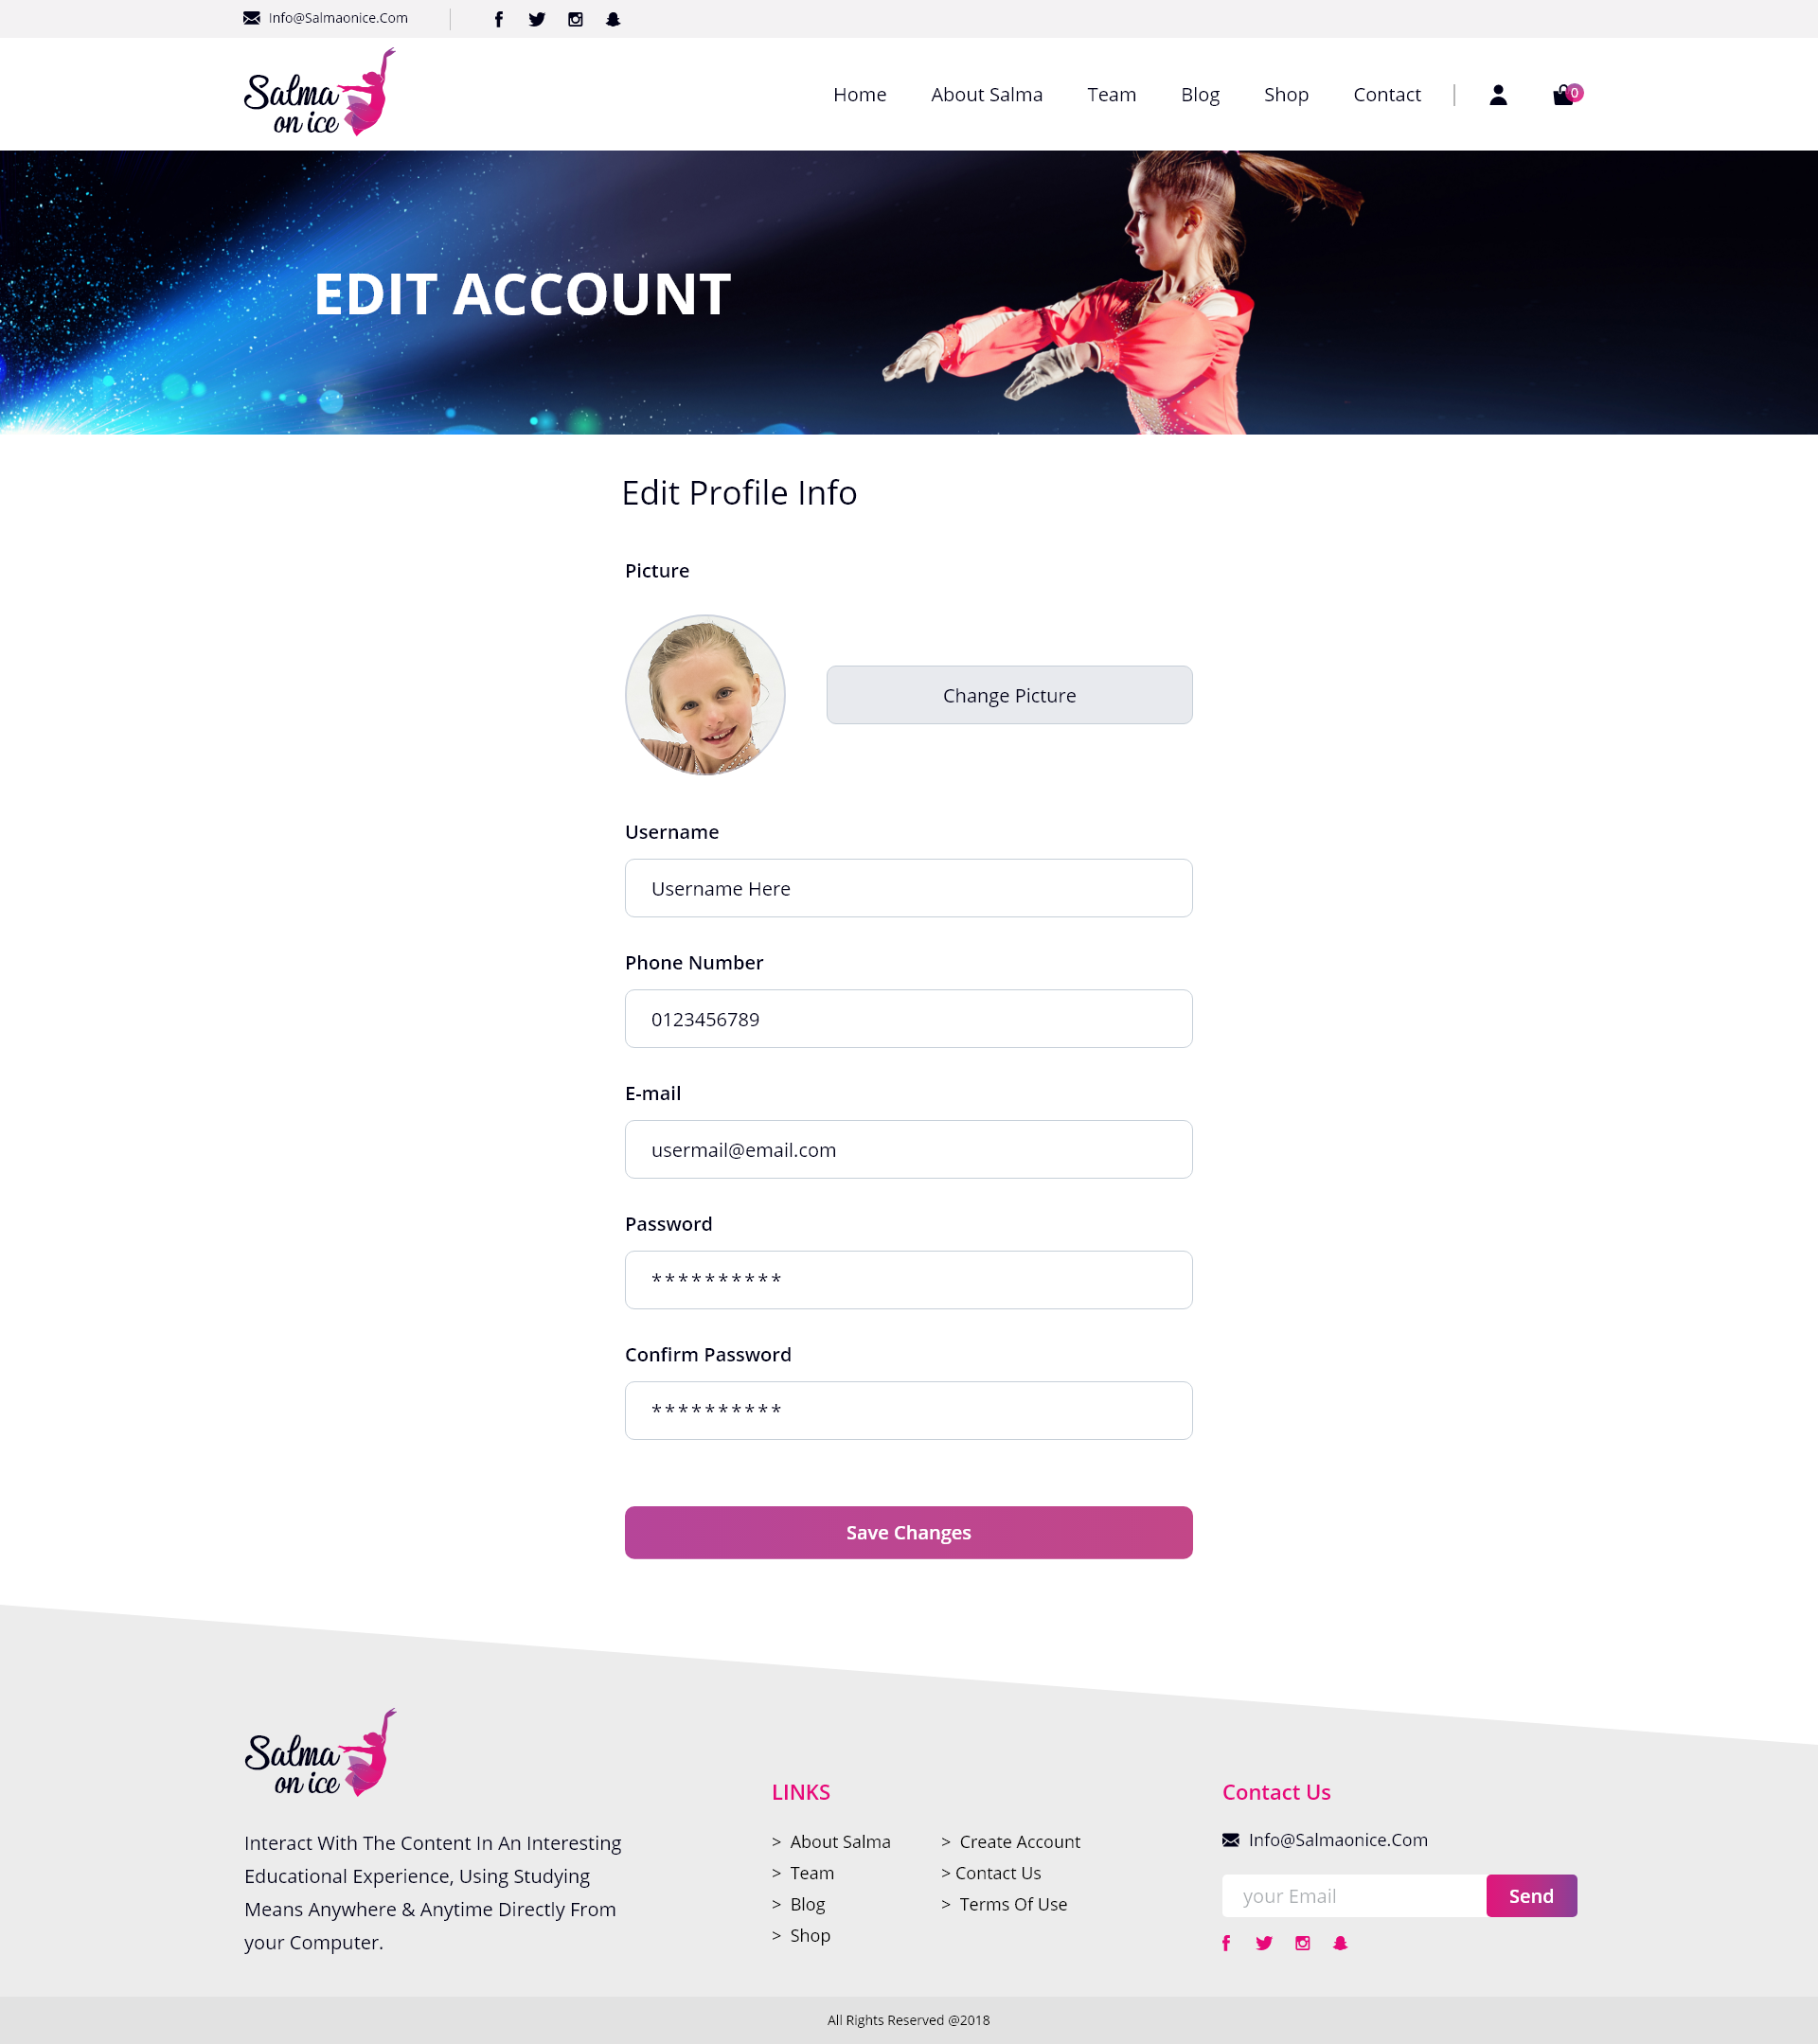 Info@Salmaonice.Com
Salma
on ice
Home About Salma Team Blog Shop Contact 0
EDIT ACCOUNT
Edit Profile Info
Picture
Change Picture
Username
Username Here
Phone Number
0123456789
E-mail
usermail@email.com
Password
**********
Confirm Password
**********
Save Changes
Salma
on ice
Interact With The Content In An Interesting
Educational Experience, Using Studying
Means Anywhere & Anytime Directly From
your Computer.
LINKS
> About Salma
> Team
> Blog
> Shop
> Create Account
> Contact Us
> Terms Of Use
Contact Us
Info@Salmaonice.Com
your Email Send
All Rights Reserved @2018